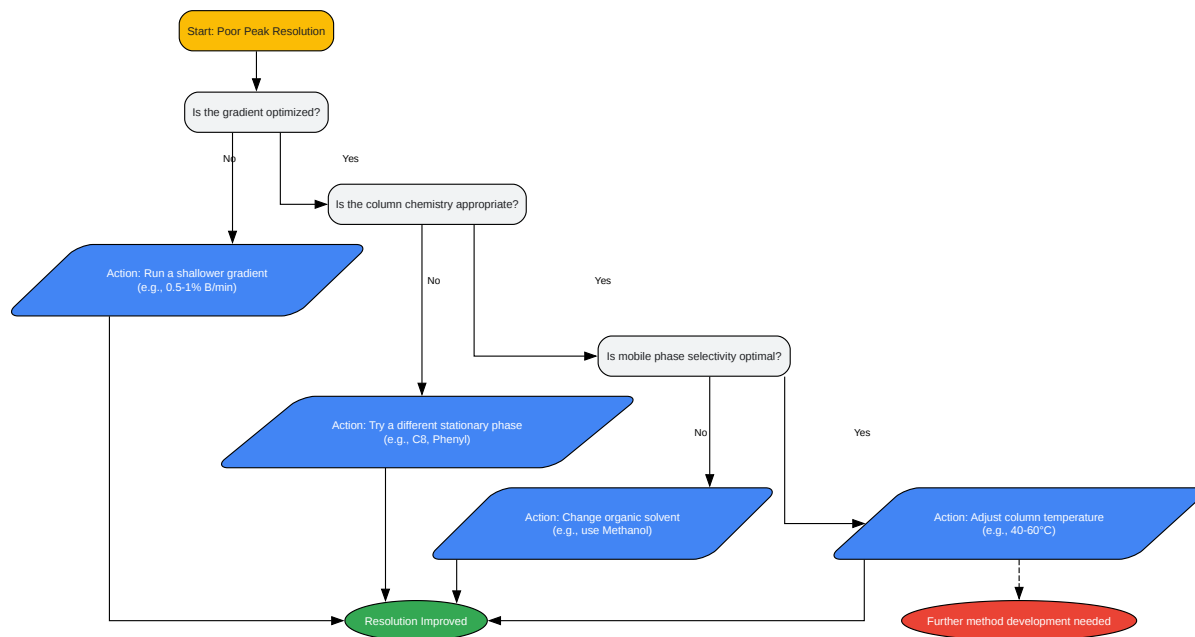 Start: Poor Peak Resolution
Is the gradient optimized?
No
Yes
Is the column chemistry appropriate?
Action: Run a shallower gradient
(e.g., 0.5-1% B/min)
No
Yes
Is mobile phase selectivity optimal?
Action: Try a different stationary phase
(e.g., C8, Phenyl)
No
Yes
Action: Change organic solvent
(e.g., use Methanol)
Action: Adjust column temperature
(e.g., 40-60°C)
Resolution Improved
Further method development needed